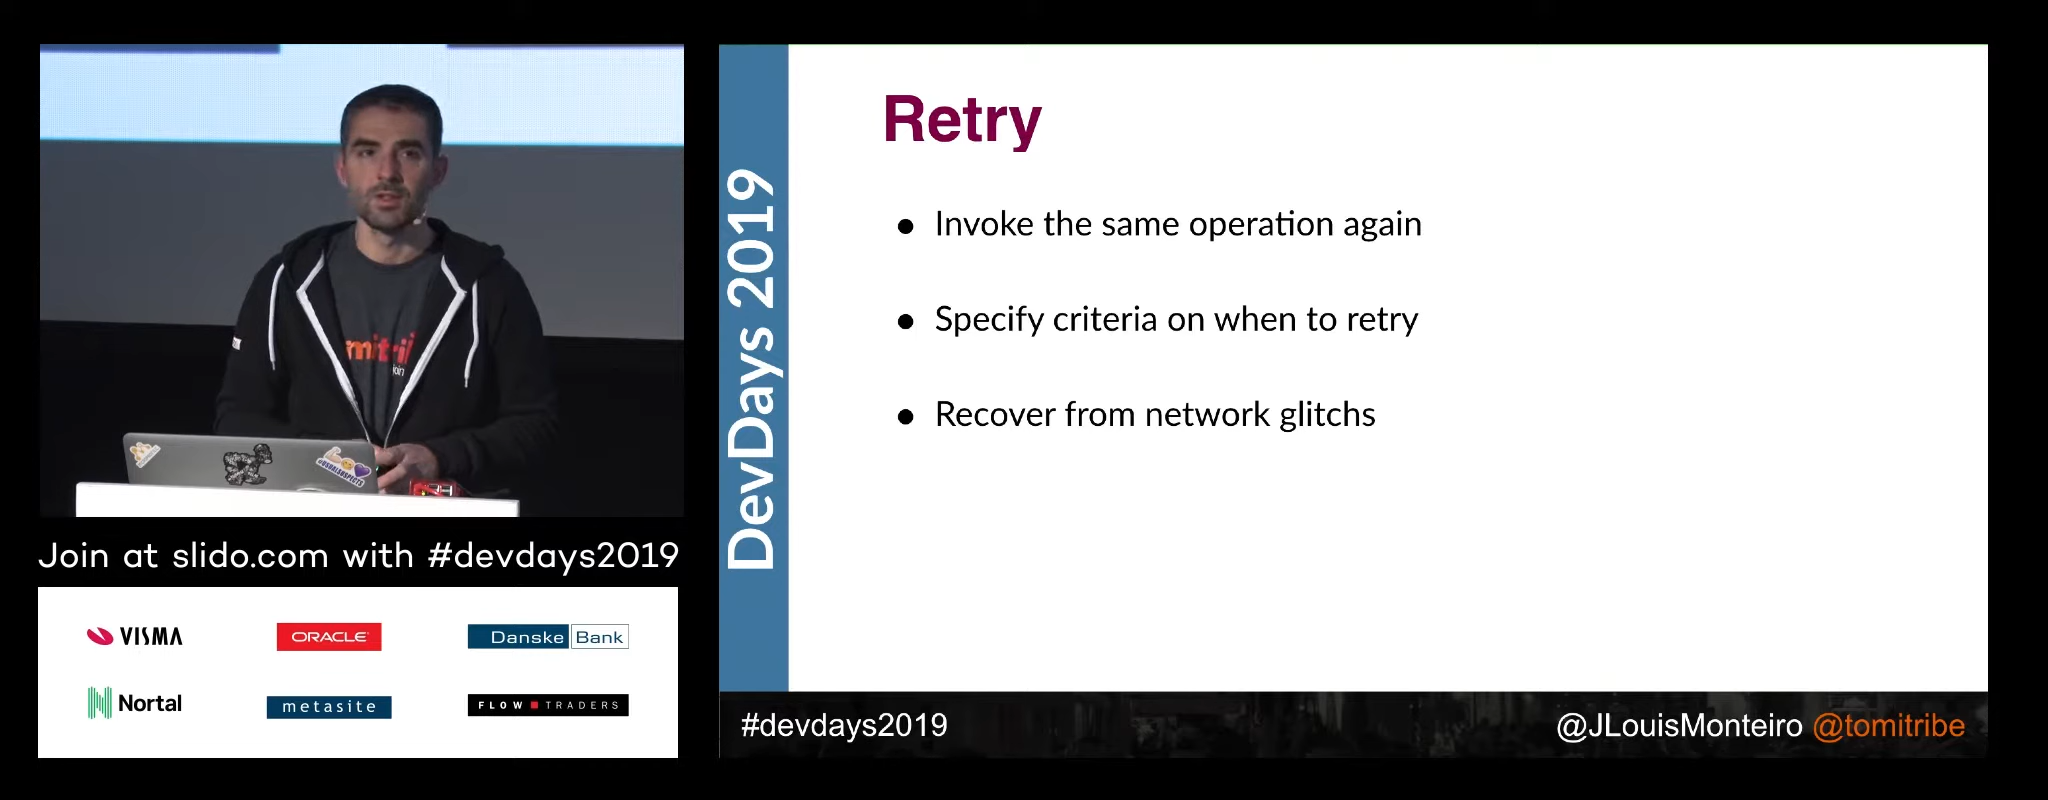 Retry
● Invoke the same operation again
● Specify criteria on when to retry
● Recover from network glitchs
DevDays 2019
#devdays2019
@JLouisMonteiro @tomitribe
mitri
Join at slido.com with #devdays2019
VISMA
ORACLE
Danske Bank
Nortal
metasite
FLOW TRADERS